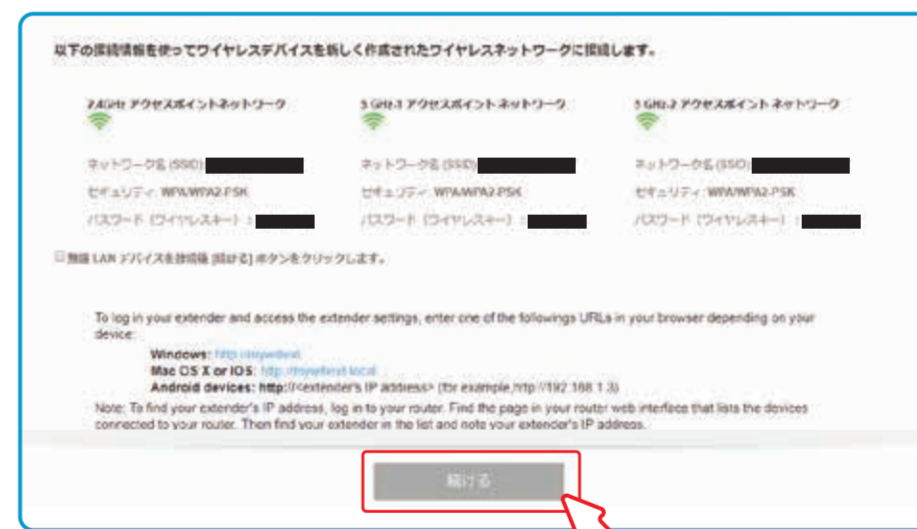 以下の接続情報を使ってワイヤレスデバイスを新しく作成されたワイヤレスネットワークに接続します。
2.4GHz アクセスポイントネットワーク
5 GHz-1 アクセスポイントネットワーク
5 GHz-2 アクセスポイント ネットワーク
ネットワーク名 (SSID):
ネットワーク名 (SSID):
ネットワーク名 (SSID):
セキュリティ: WPA/WPA2-PSK
セキュリティ: WPA/WPA2-PSK
セキュリティ: WPA/WPA2-PSK
パスワード (ワイヤレスキー) :
パスワード (ワイヤレスキー) :
パスワード (ワイヤレスキー) :
無線 LAN デバイスを接続後 [続ける] ボタンをクリックします。
To log in your extender and access the extender settings, enter one of the followings URLs in your browser depending on your
device:
Windows: http://mywifiext
Mac OS X or IOS: http://mywifiext.local
Android devices: http://<extender's IP address> (for example,http://192.168.1.3)
Note: To find your extender's IP address, log in to your router. Find the page in your router web interface that lists the devices
connected to your router. Then find your extender in the list and note your extender's IP address.
続ける